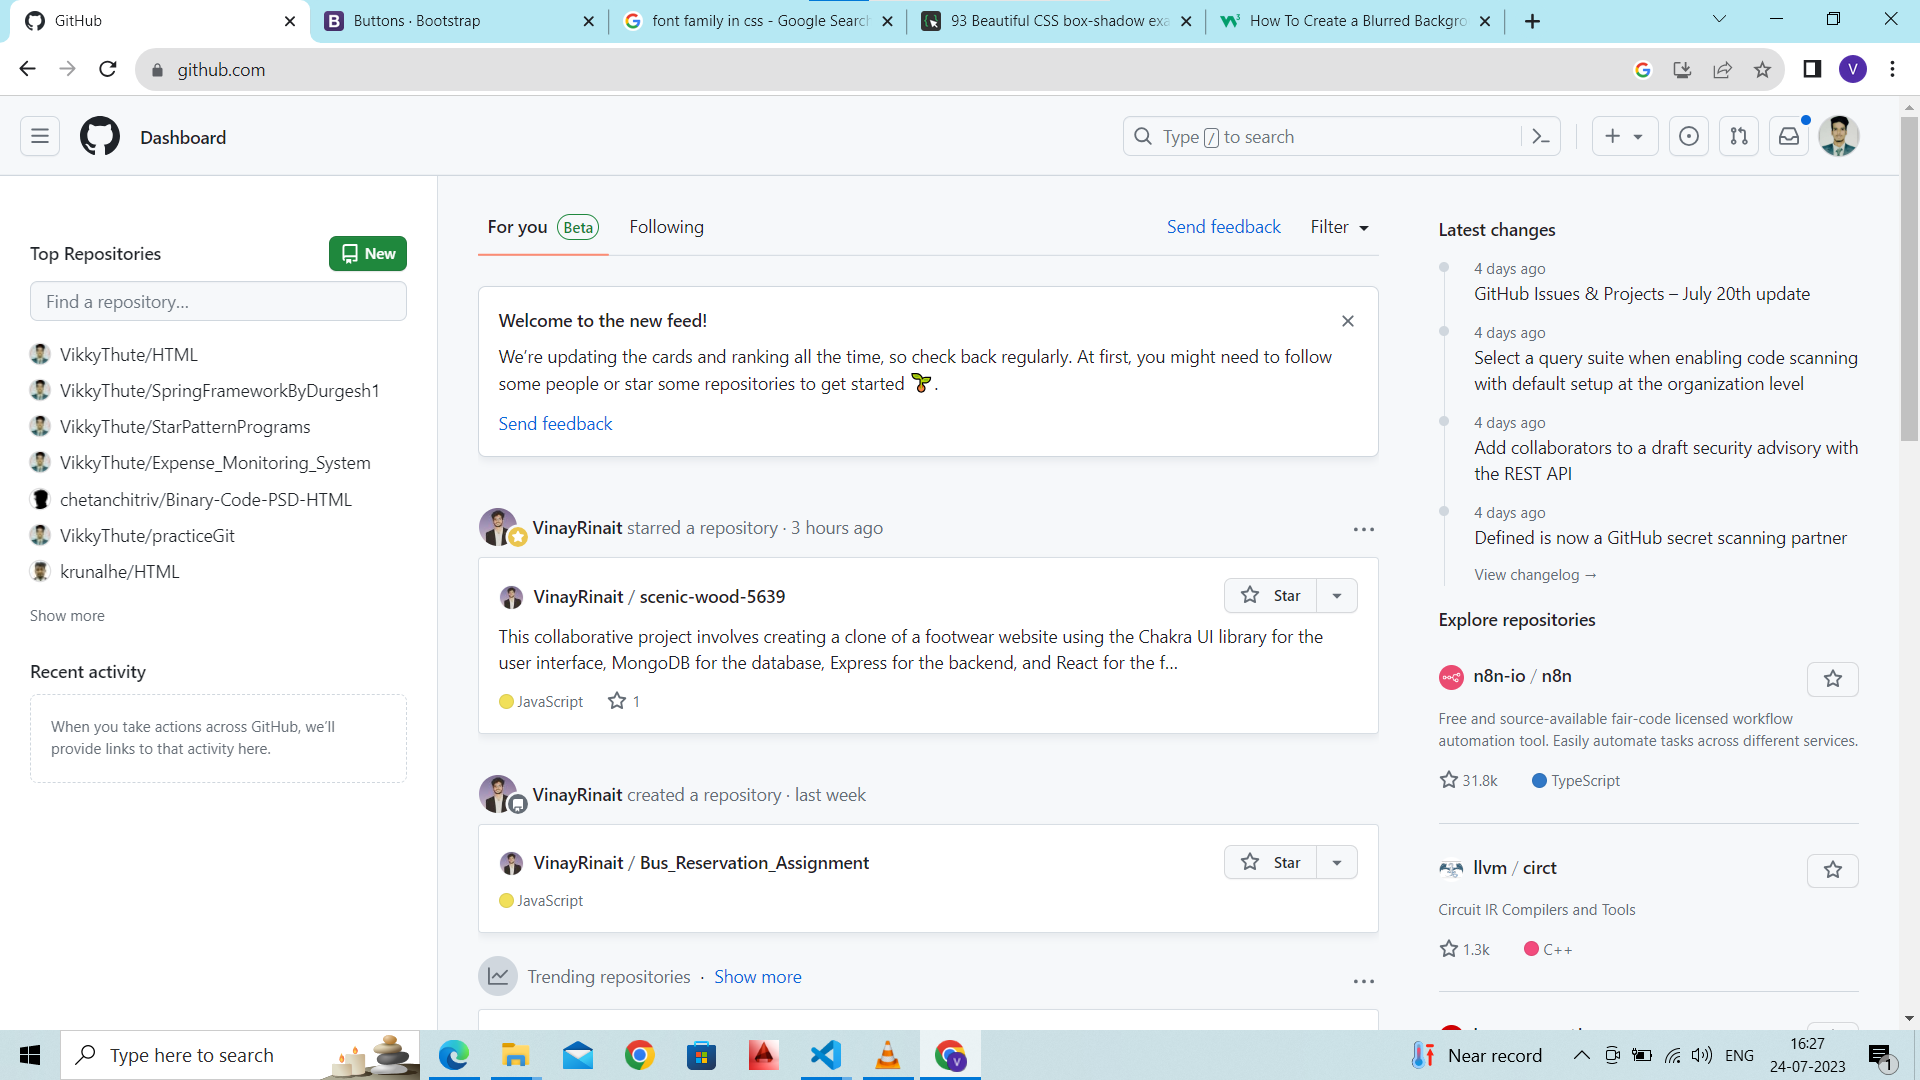 GitHub
Buttons · Bootstrap
font family in css - Google Search
93 Beautiful CSS box-shadow exa
How To Create a Blurred Backgro
github.com
V
Dashboard
Type / to search
Top Repositories
New
Find a repository...
VikkyThute/HTML
VikkyThute/SpringFrameworkByDurgesh1
VikkyThute/StarPatternPrograms
VikkyThute/Expense_Monitoring_System
chetanchitriv/Binary-Code-PSD-HTML
VikkyThute/practiceGit
krunalhe/HTML
Show more
Recent activity
When you take actions across GitHub, we'll
provide links to that activity here.
For you Beta
Following
Send feedback
Filter
Welcome to the new feed!
We're updating the cards and ranking all the time, so check back regularly. At first, you might need to follow
some people or star some repositories to get started .
Send feedback
VinayRinait starred a repository · 3 hours ago
VinayRinait / scenic-wood-5639
Star
This collaborative project involves creating a clone of a footwear website using the Chakra UI library for the
user interface, MongoDB for the database, Express for the backend, and React for the f...
JavaScript
1
VinayRinait created a repository · last week
VinayRinait / Bus_Reservation_Assignment
Star
JavaScript
Trending repositories · Show more
Latest changes
4 days ago
GitHub Issues & Projects – July 20th update
4 days ago
Select a query suite when enabling code scanning
with default setup at the organization level
4 days ago
Add collaborators to a draft security advisory with
the REST API
4 days ago
Defined is now a GitHub secret scanning partner
View changelog →
Explore repositories
n8n-io / n8n
Free and source-available fair-code licensed workflow
automation tool. Easily automate tasks across different services.
31.8k
TypeScript
llvm / circt
Circuit IR Compilers and Tools
1.3k
C++
Type here to search
V
Near record
ENG
16:27
24-07-2023
1